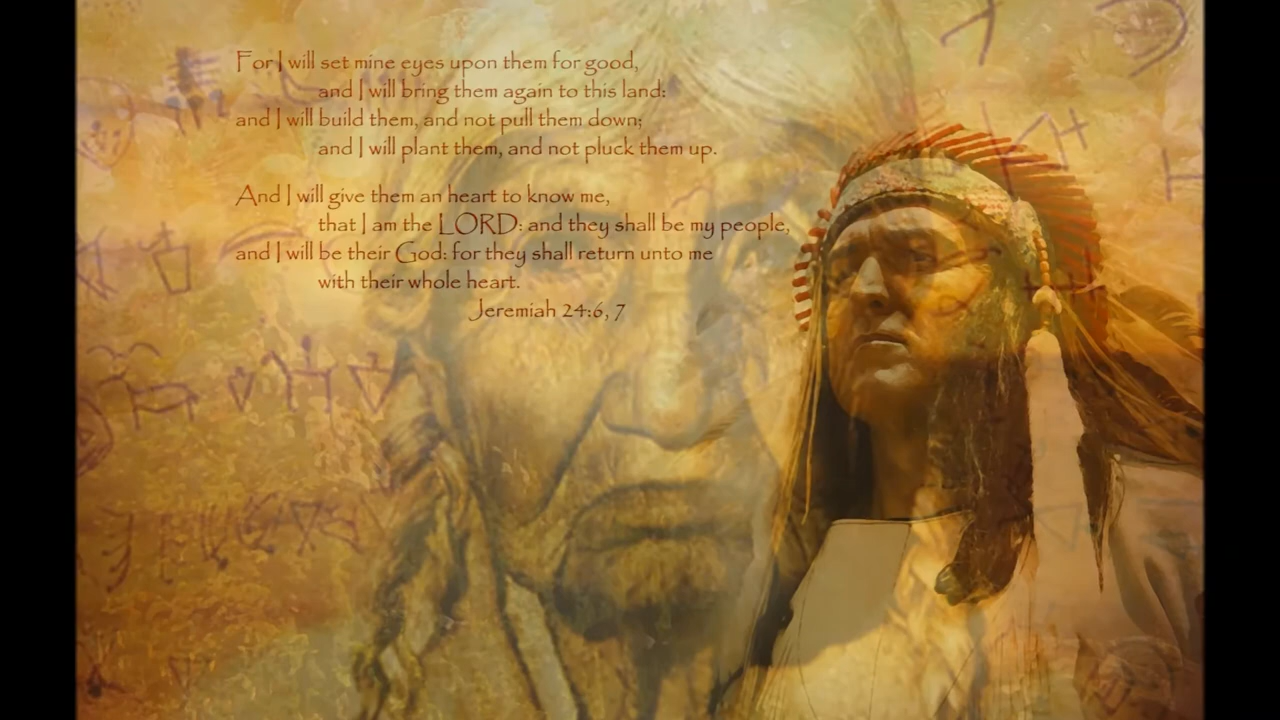 For I will set mine eyes upon them for good,
and I will bring them again to this land:
and I will build them, and not pull them down;
and I will plant them, and not pluck them up.
And I will give them an heart to know me,
that I am the LORD: and they shall be my people,
and I will be their God: for they shall return unto me
with their whole heart.
Jeremiah 24:6, 7